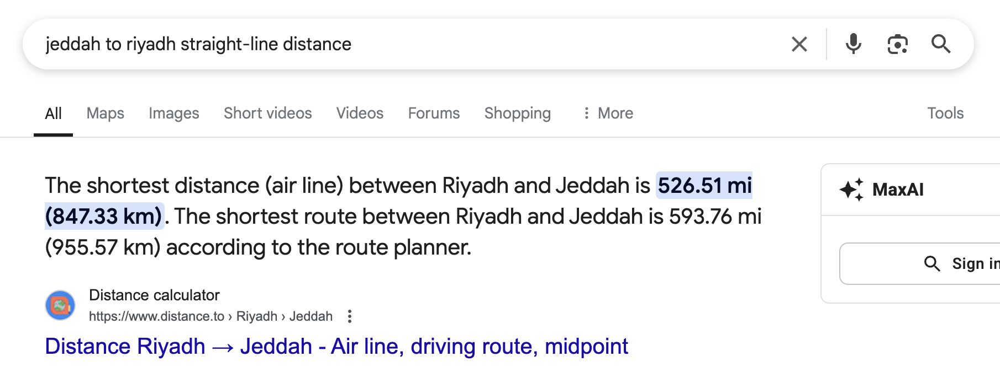 jeddah to riyadh straight-line distance
All Maps Images Short videos Videos Forums Shopping More Tools
The shortest distance (air line) between Riyadh and Jeddah is 526.51 mi
(847.33 km). The shortest route between Riyadh and Jeddah is 593.76 mi
(955.57 km) according to the route planner.
MaxAI
Sign in
Distance calculator
https://www.distance.to › Riyadh › Jeddah
Distance Riyadh → Jeddah - Air line, driving route, midpoint